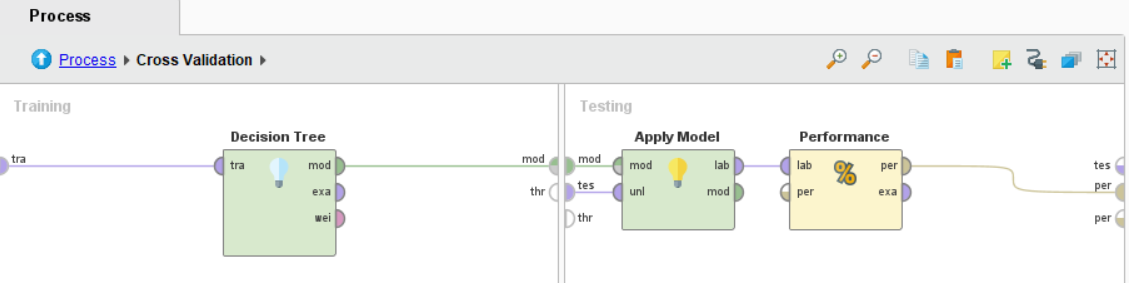 Process
Process Cross Validation
Training
Testing
Decision Tree
Apply Model
Performance
tra
tra
mod
mod
mod
mod
lab
lab
per
tes
exa
thr
tes
unl
mod
per
exa
per
wei
thr
per
%